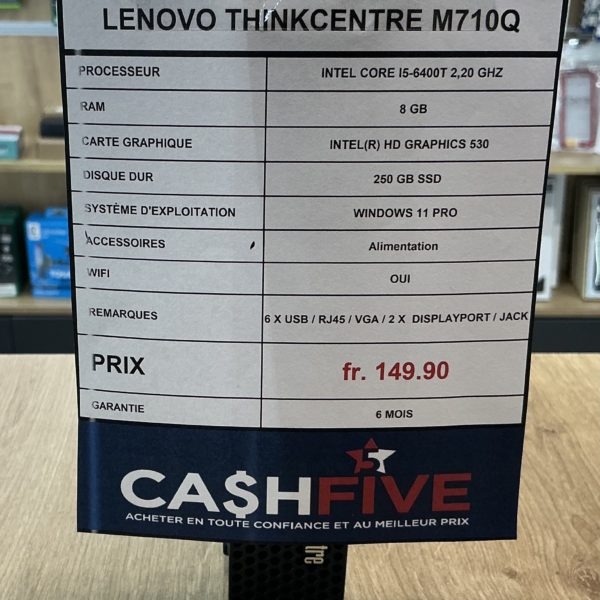 LENOVO THINKCENTRE M710Q
PROCESSEUR INTEL CORE I5-6400T 2,20 GHZ
RAM 8 GB
CARTE GRAPHIQUE INTEL(R) HD GRAPHICS 530
DISQUE DUR 250 GB SSD
SYSTÈME D'EXPLOITATION WINDOWS 11 PRO
ACCESSOIRES Alimentation
WIFI OUI
REMARQUES 6 X USB / RJ45 / VGA / 2 X DISPLAYPORT / JACK
PRIX fr. 149.90
GARANTIE 6 MOIS
5
CA$HFIVE
ACHETER EN TOUTE CONFIANCE ET AU MEILLEUR PRIX
tre